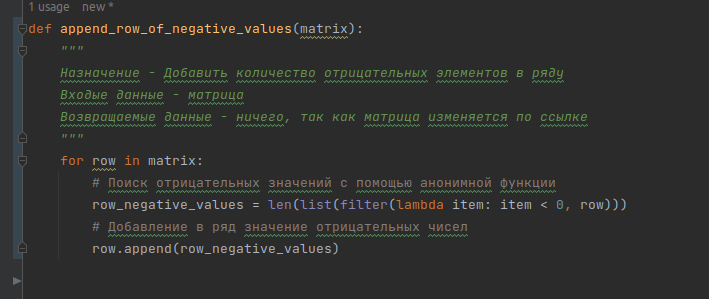 1 usage new *
def append_row_of_negative_values(matrix):
"""
Назначение - Добавить количество отрицательных элементов в ряду
Входые данные - матрица
Возвращаемые данные - ничего, так как матрица изменяется по ссылке
"""
for row in matrix:
# Поиск отрицательных значений с помощью анонимной функции
row_negative_values = len(list(filter(lambda item: item < 0, row)))
# Добавление в ряд значение отрицательных чисел
row.append(row_negative_values)